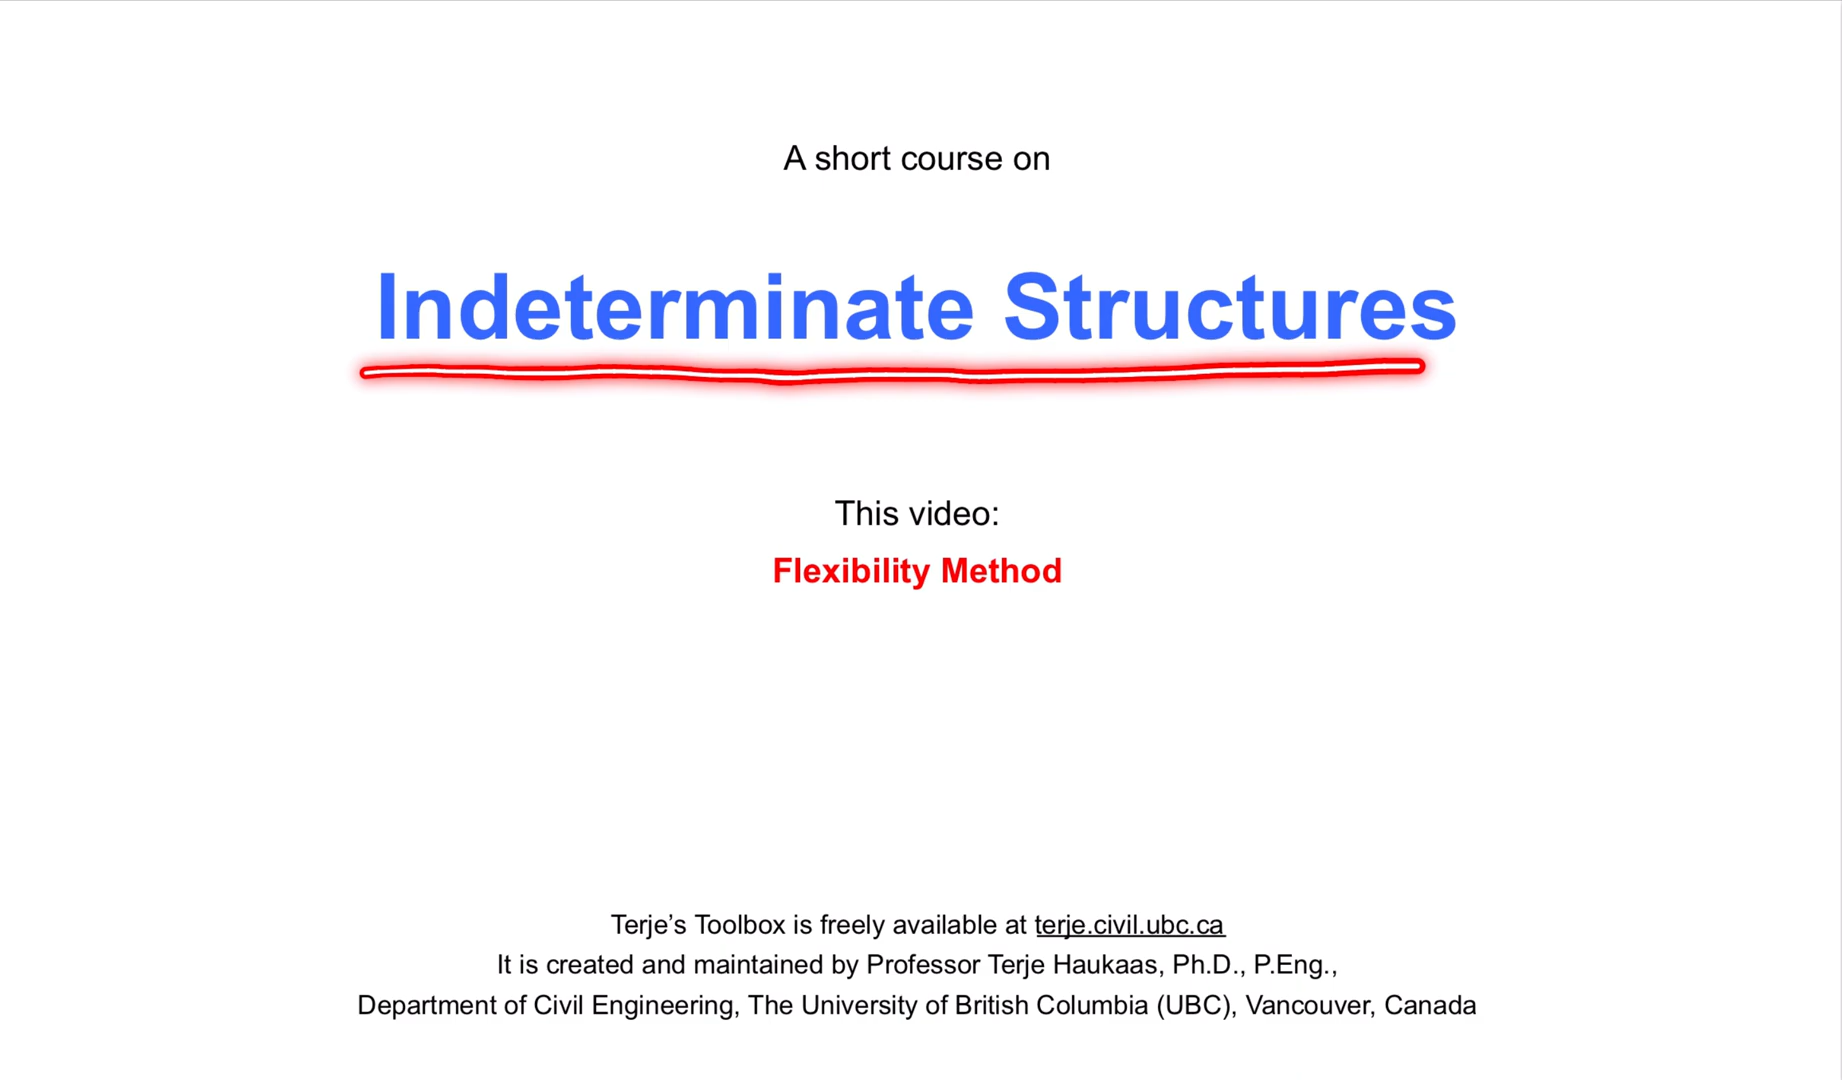 A short course on
Indeterminate Structures
This video:
Flexibility Method
Terje’s Toolbox is freely available at terje.civil.ubc.ca
It is created and maintained by Professor Terje Haukaas, Ph.D., P.Eng.,
Department of Civil Engineering, The University of British Columbia (UBC), Vancouver, Canada